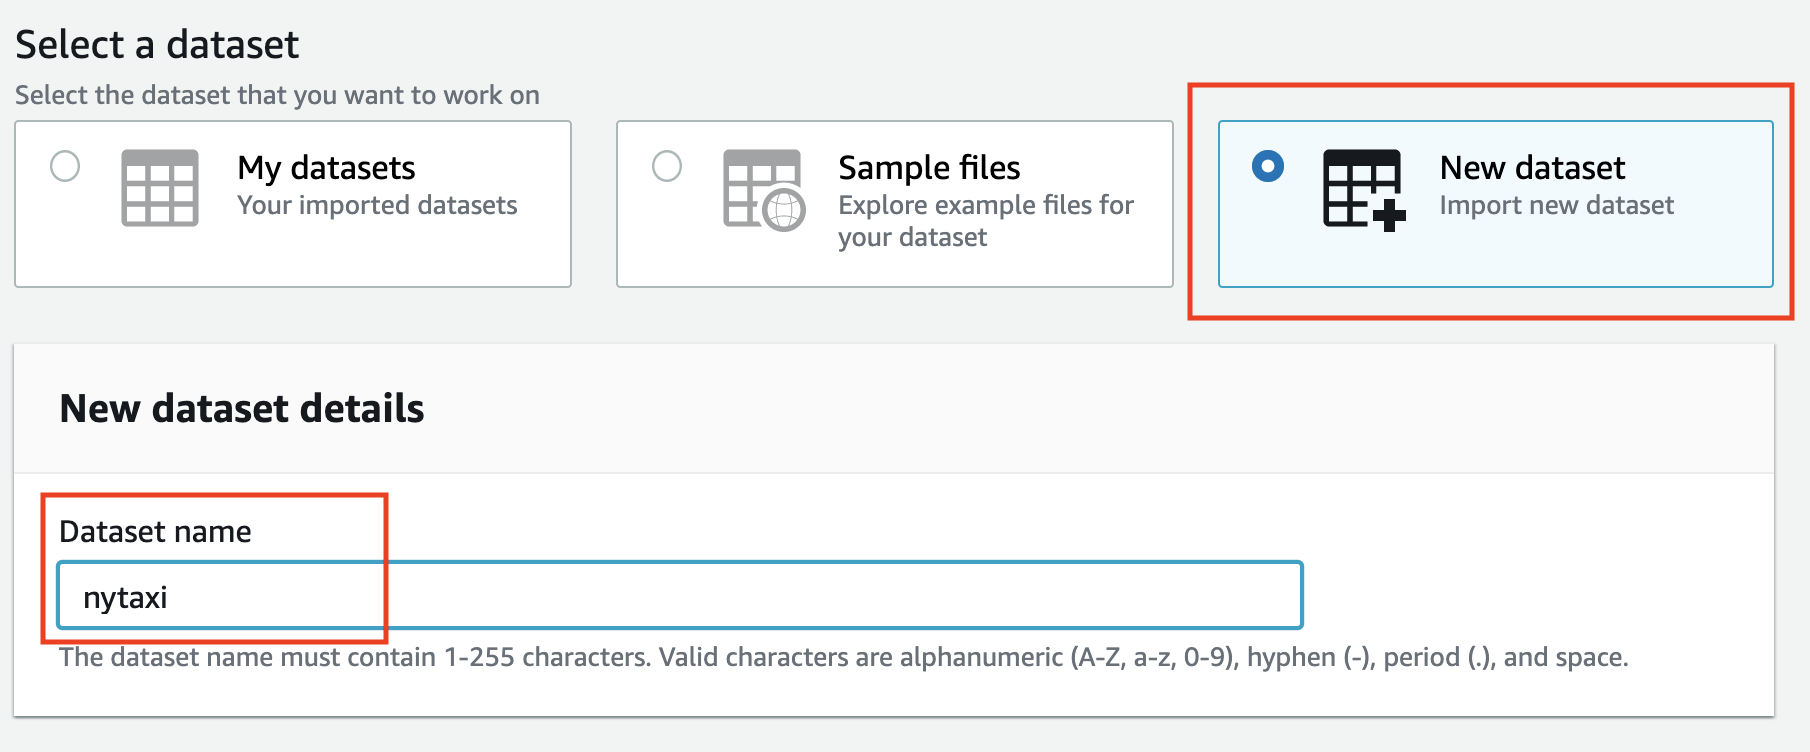 Select a dataset
Select the dataset that you want to work on
My datasets
Your imported datasets
Sample files
Explore example files for
your dataset
New dataset
Import new dataset
New dataset details
Dataset name
nytaxi
The dataset name must contain 1-255 characters. Valid characters are alphanumeric (A-Z, a-z, 0-9), hyphen (-), period (.), and space.